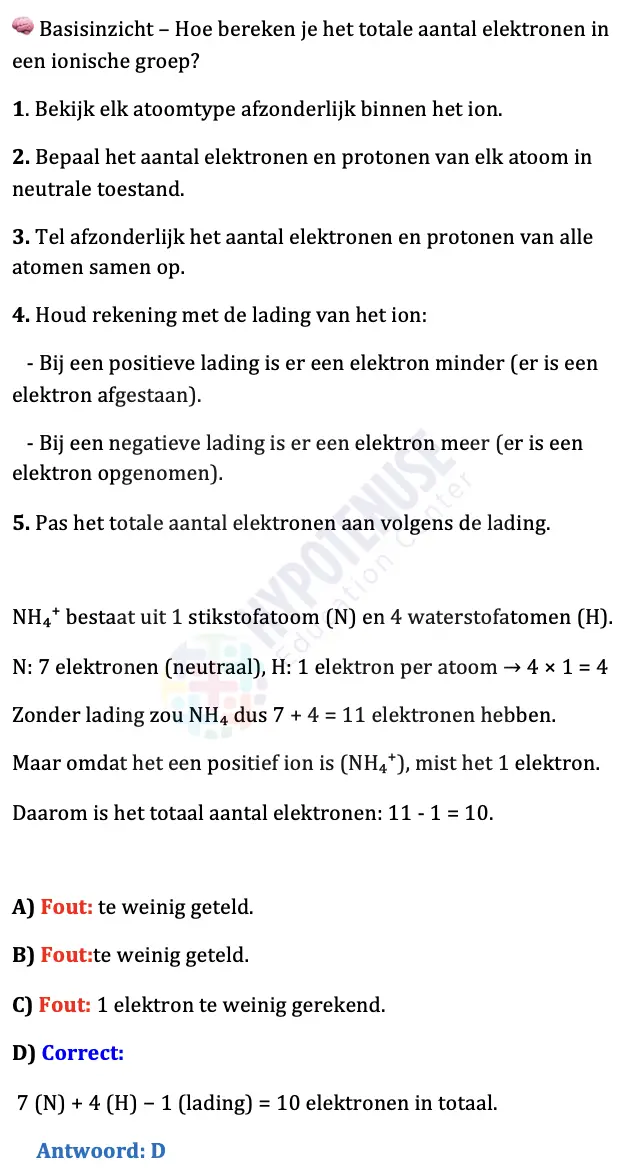 🧠 Basisinzicht – Hoe bereken je het totale aantal elektronen in
een ionische groep?
1. Bekijk elk atoomtype afzonderlijk binnen het ion.
2. Bepaal het aantal elektronen en protonen van elk atoom in
neutrale toestand.
3. Tel afzonderlijk het aantal elektronen en protonen van alle
atomen samen op.
4. Houd rekening met de lading van het ion:
- Bij een positieve lading is er een elektron minder (er is een
elektron afgestaan).
- Bij een negatieve lading is er een elektron meer (er is een
elektron opgenomen).
5. Pas het totale aantal elektronen aan volgens de lading.
HYPOTENUSE
Education Center
NH₄⁺ bestaat uit 1 stikstofatoom (N) en 4 waterstofatomen (H).
N: 7 elektronen (neutraal), H: 1 elektron per atoom → 4 × 1 = 4
Zonder lading zou NH₄ dus 7 + 4 = 11 elektronen hebben.
Maar omdat het een positief ion is (NH₄⁺), mist het 1 elektron.
Daarom is het totaal aantal elektronen: 11 - 1 = 10.
A) Fout: te weinig geteld.
B) Fout:te weinig geteld.
C) Fout: 1 elektron te weinig gerekend.
D) Correct:
7 (N) + 4 (H) − 1 (lading) = 10 elektronen in totaal.
Antwoord: D